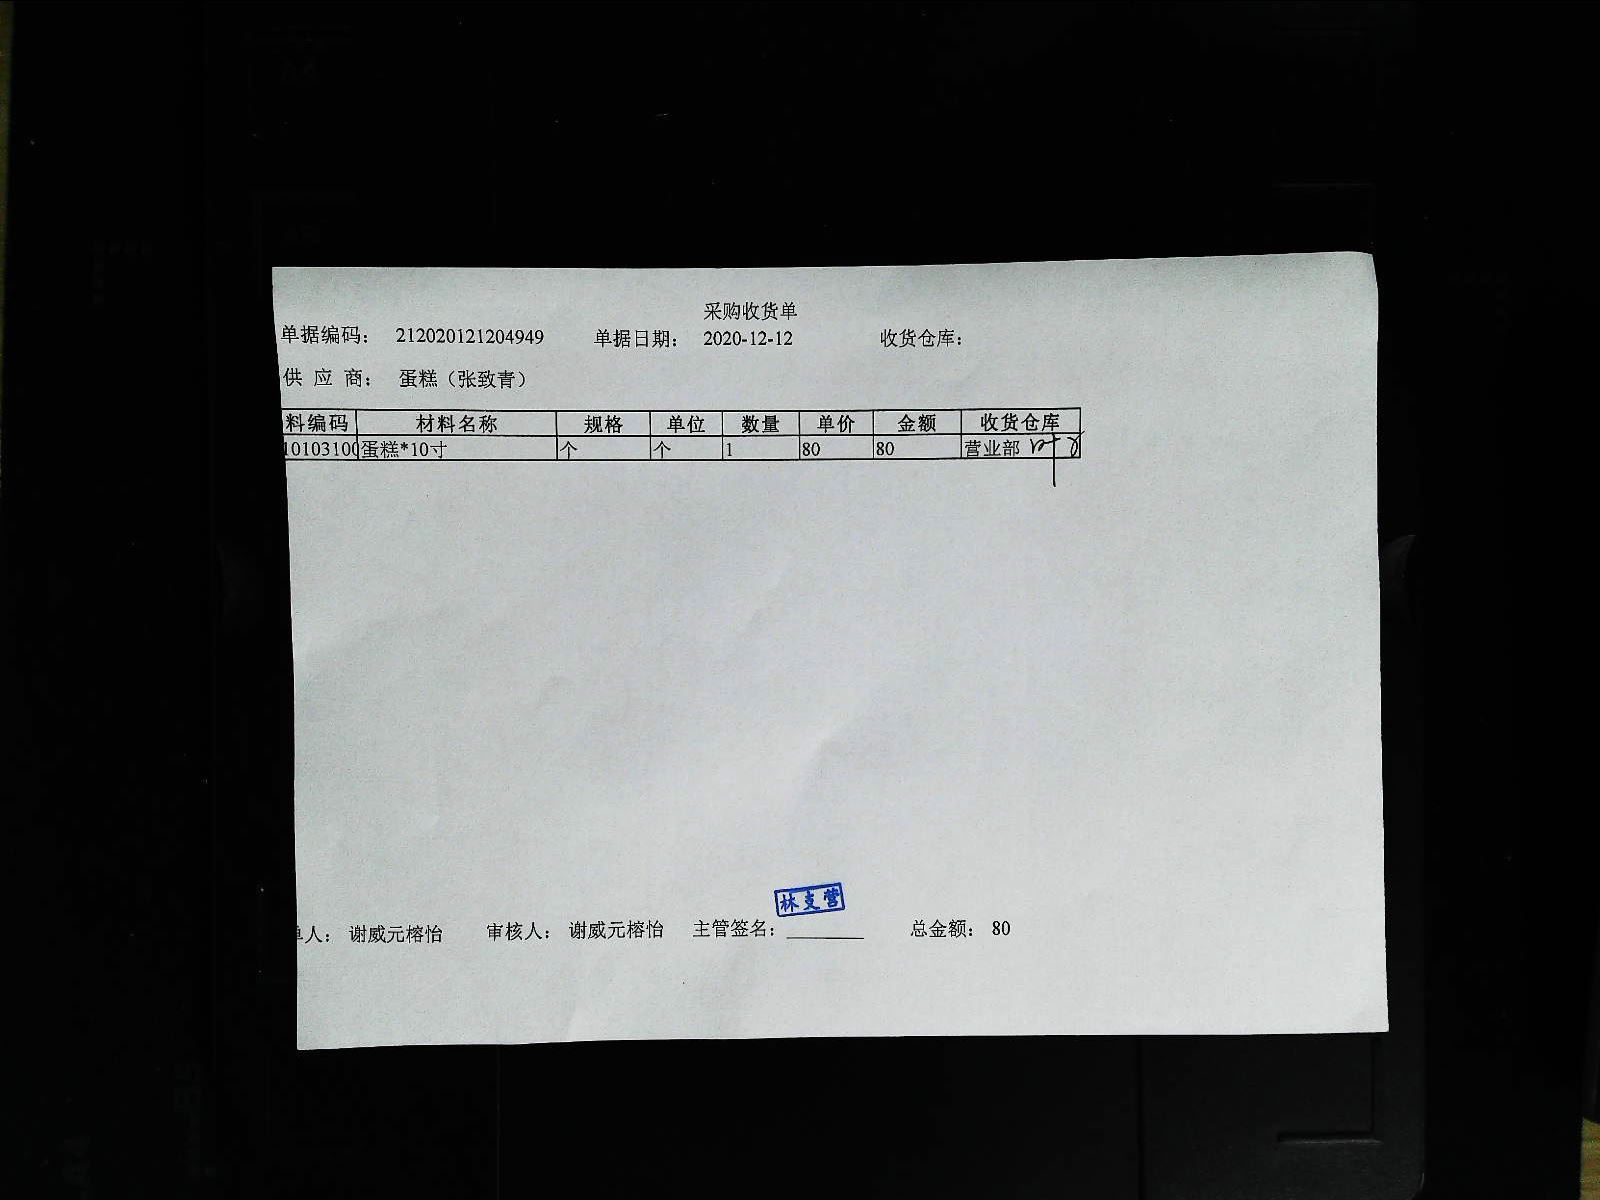 采购收货单
单据编码: 212020121204949 单据日期: 2020-12-12 收货仓库:
供 应 商: 蛋糕（张致青）
料编码 材料名称 规格 单位 数量 单价 金额 收货仓库
10103100 蛋糕*10寸 个 个 1 80 80 营业部
林支营
单人: 谢威元榕怡 审核人: 谢威元榕怡 主管签名: 总金额: 80